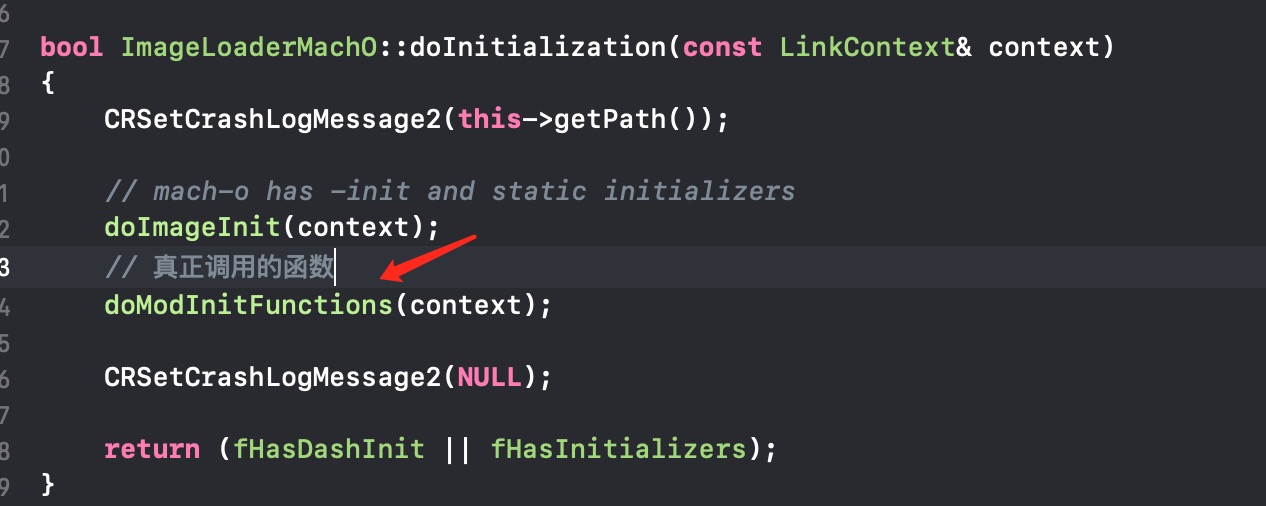 6
7 bool ImageLoaderMachO::doInitialization(const LinkContext& context)
8 {
9 CRSetCrashLogMessage2(this->getPath());
0
1 // mach-o has -init and static initializers
2 doImageInit(context);
3 // 真正调用的函数
4 doModInitFunctions(context);
5
6 CRSetCrashLogMessage2(NULL);
7
8 return (fHasDashInit || fHasInitializers);
9 }